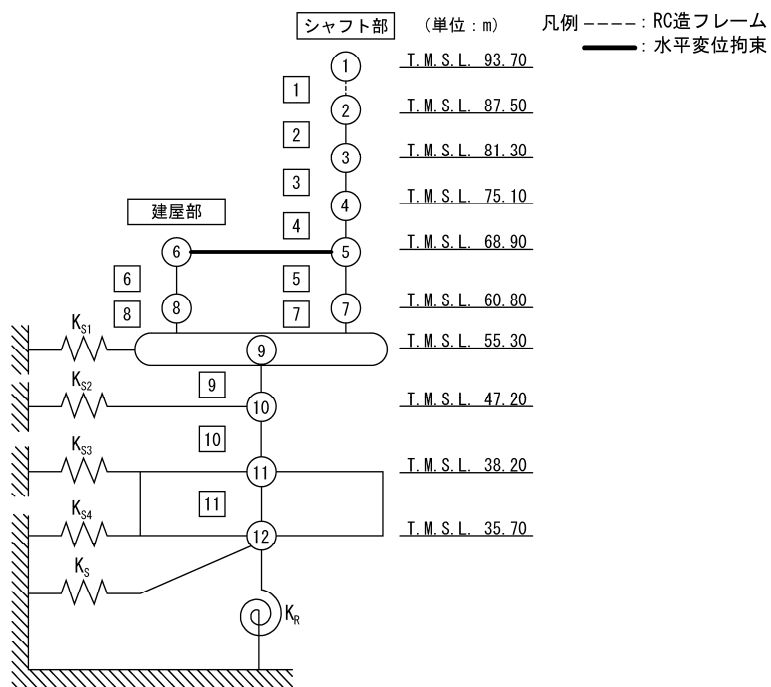 シャフト部 (単位:m) 凡例 ----: RC造フレーム
: 水平変位拘束
1 T.M.S.L. 93.70
1
2 T.M.S.L. 87.50
2
3 T.M.S.L. 81.30
3
4 T.M.S.L. 75.10
建屋部
4
6 5 T.M.S.L. 68.90
6 5
8 7 8 7 T.M.S.L. 60.80
KS1
9 T.M.S.L. 55.30
KS2 9
10 T.M.S.L. 47.20
10
KS3
11 T.M.S.L. 38.20
KS4 11
12 T.M.S.L. 35.70
KS
KR